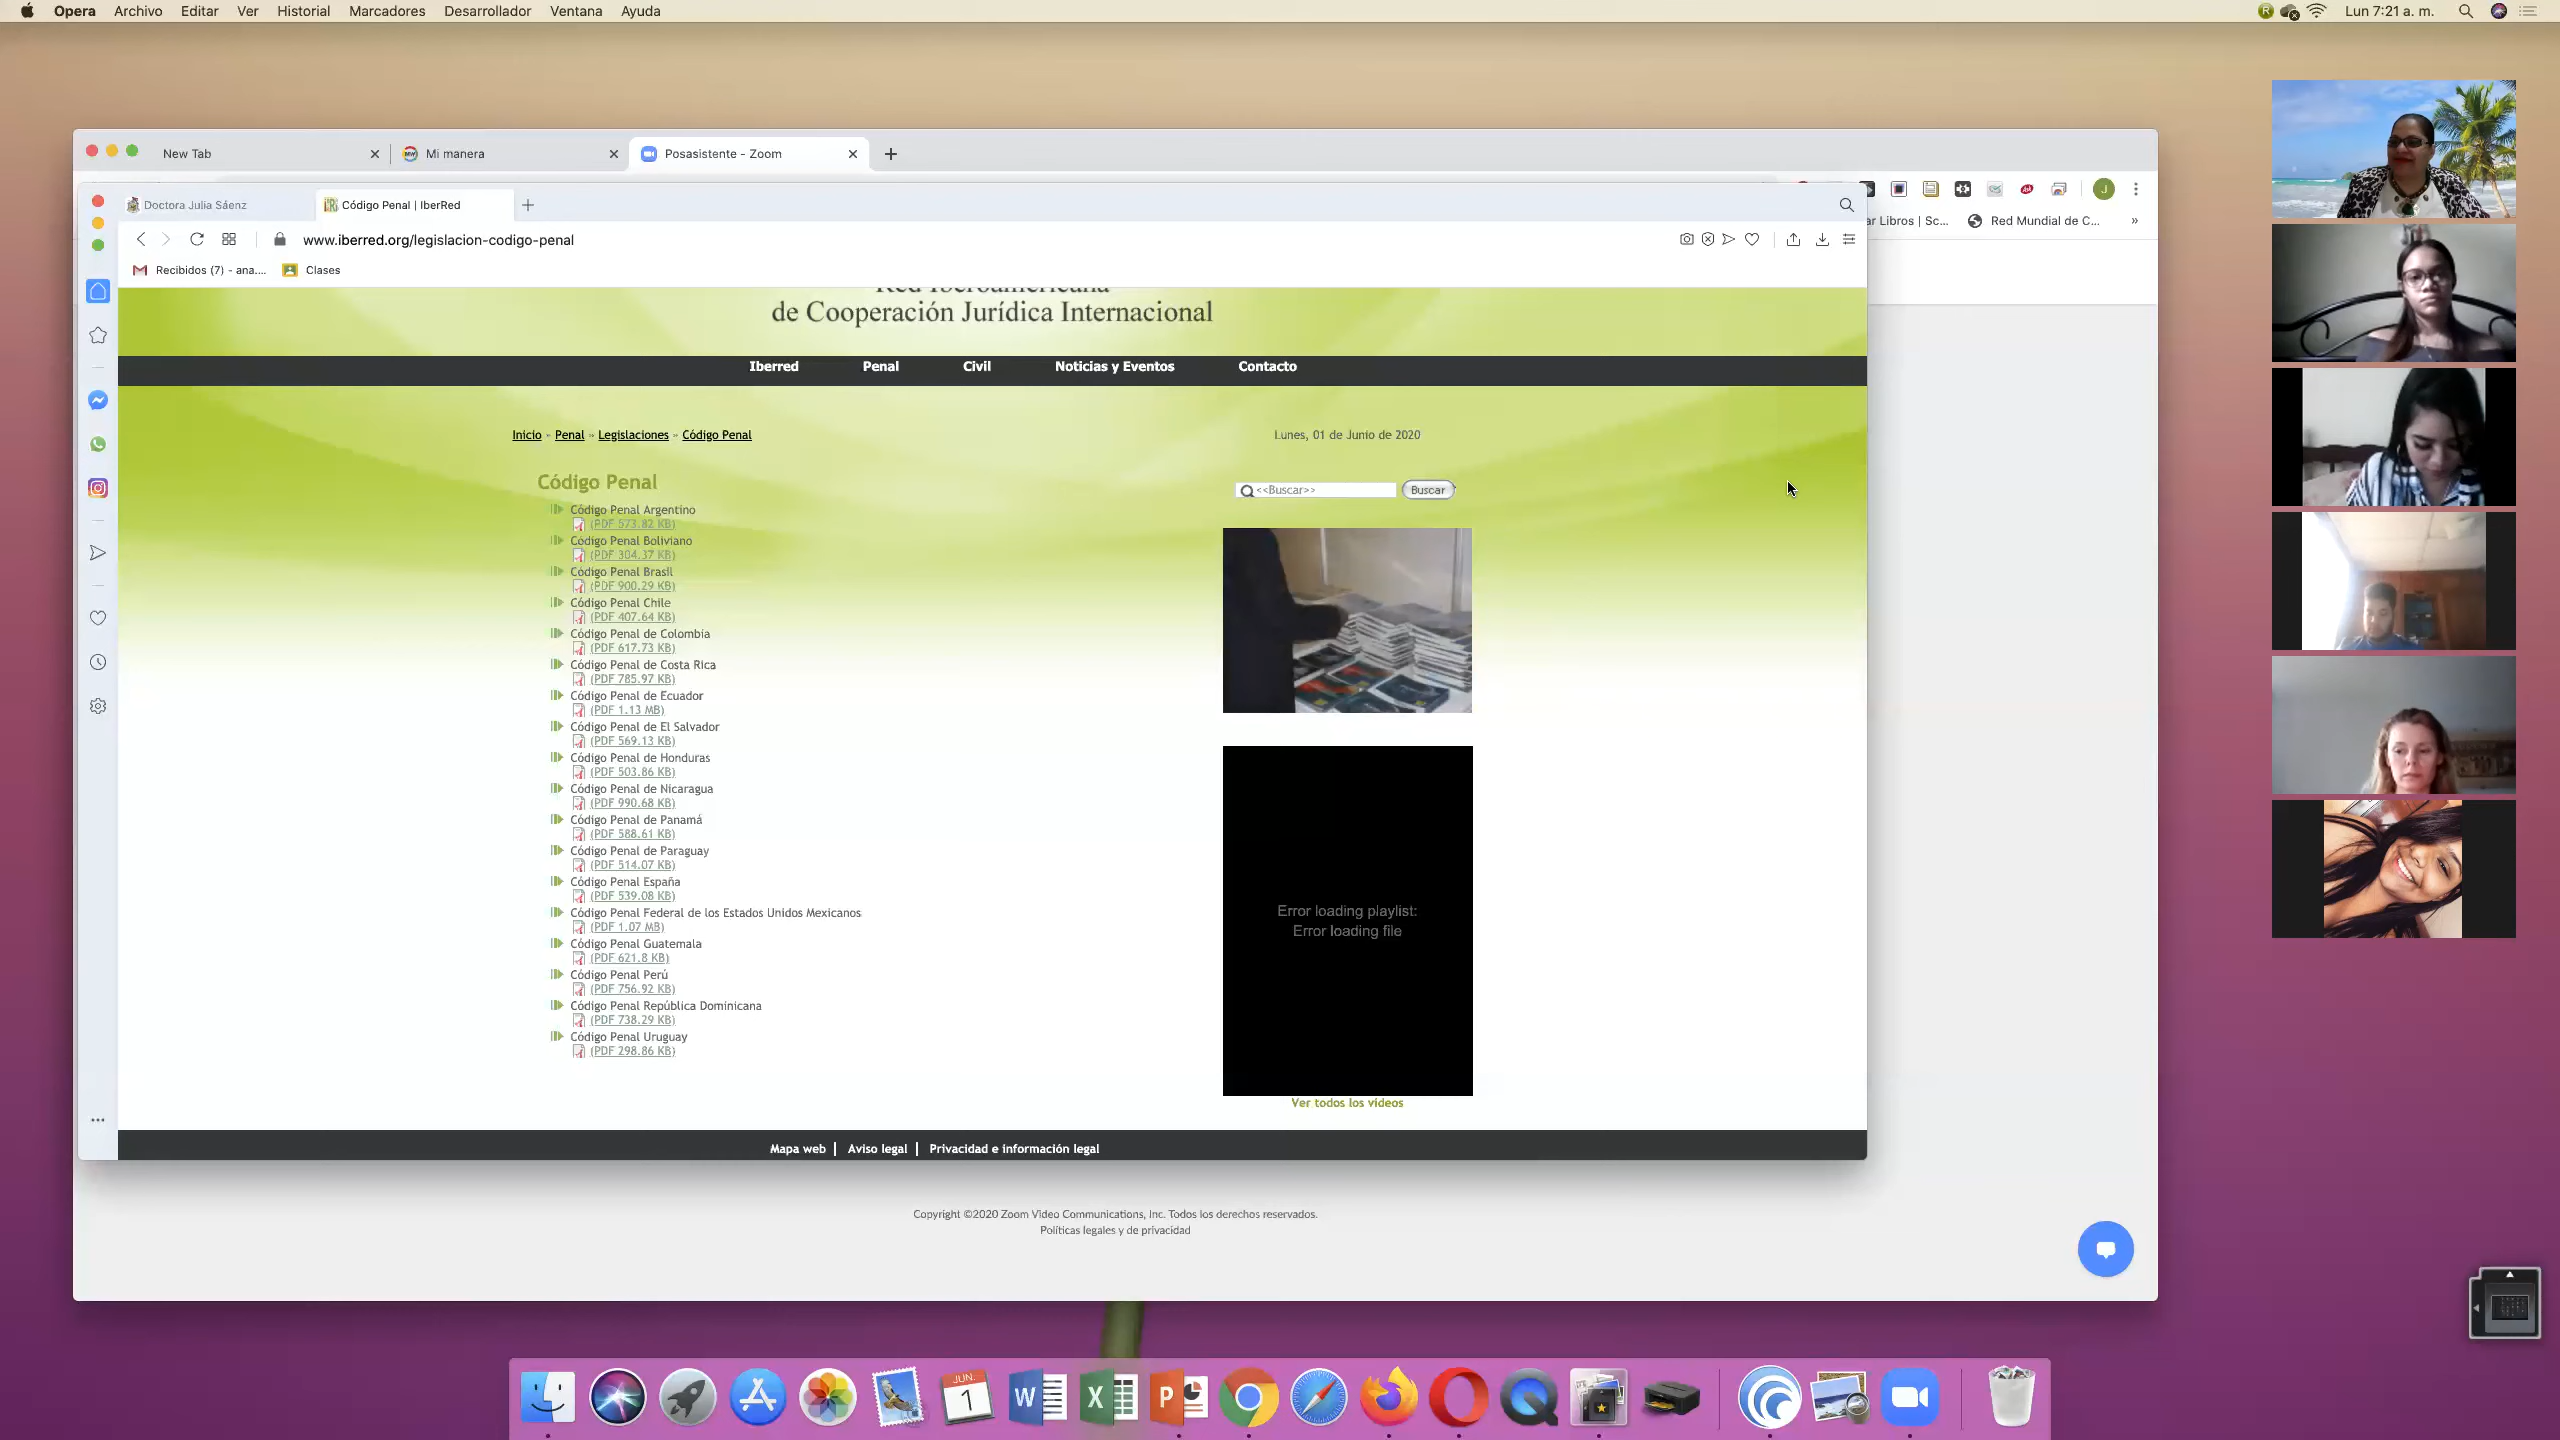 Opera Archivo Editar Ver Historial Marcadores Desarrollador Ventana Ayuda
Lun 7:21 a. m.
New Tab
Mi manera
Posasistente - Zoom
J
ar Libros | Sc...
Red Mundial de C...
»
Doctora Julia Sáenz
Código Penal | IberRed
www.iberred.org/legislacion-codigo-penal
Recibidos (7) - ana....
Clases
Red Iberoamericana
de Cooperación Jurídica Internacional
Iberred Penal Civil Noticias y Eventos Contacto
Inicio » Penal » Legislaciones » Código Penal
Lunes, 01 de Junio de 2020
Código Penal
<<Buscar>>
Buscar
Código Penal Argentino
(PDF 573.82 KB)
Código Penal Boliviano
(PDF 304.37 KB)
Código Penal Brasil
(PDF 900.29 KB)
Código Penal Chile
(PDF 407.64 KB)
Código Penal de Colombia
(PDF 617.73 KB)
Código Penal de Costa Rica
(PDF 785.97 KB)
Código Penal de Ecuador
(PDF 1.13 MB)
Código Penal de El Salvador
(PDF 569.13 KB)
Código Penal de Honduras
(PDF 503.86 KB)
Código Penal de Nicaragua
(PDF 990.68 KB)
Código Penal de Panamá
(PDF 588.61 KB)
Código Penal de Paraguay
(PDF 514.07 KB)
Código Penal España
(PDF 539.08 KB)
Código Penal Federal de los Estados Unidos Mexicanos
(PDF 1.07 MB)
Código Penal Guatemala
(PDF 621.8 KB)
Código Penal Perú
(PDF 756.92 KB)
Código Penal República Dominicana
(PDF 738.29 KB)
Código Penal Uruguay
(PDF 298.86 KB)
Error loading playlist:
Error loading file
Ver todos los vídeos
Mapa web | Aviso legal | Privacidad e información legal
Copyright ©2020 Zoom Video Communications, Inc. Todos los derechos reservados.
Políticas legales y de privacidad
JUN.
1
W
X
P